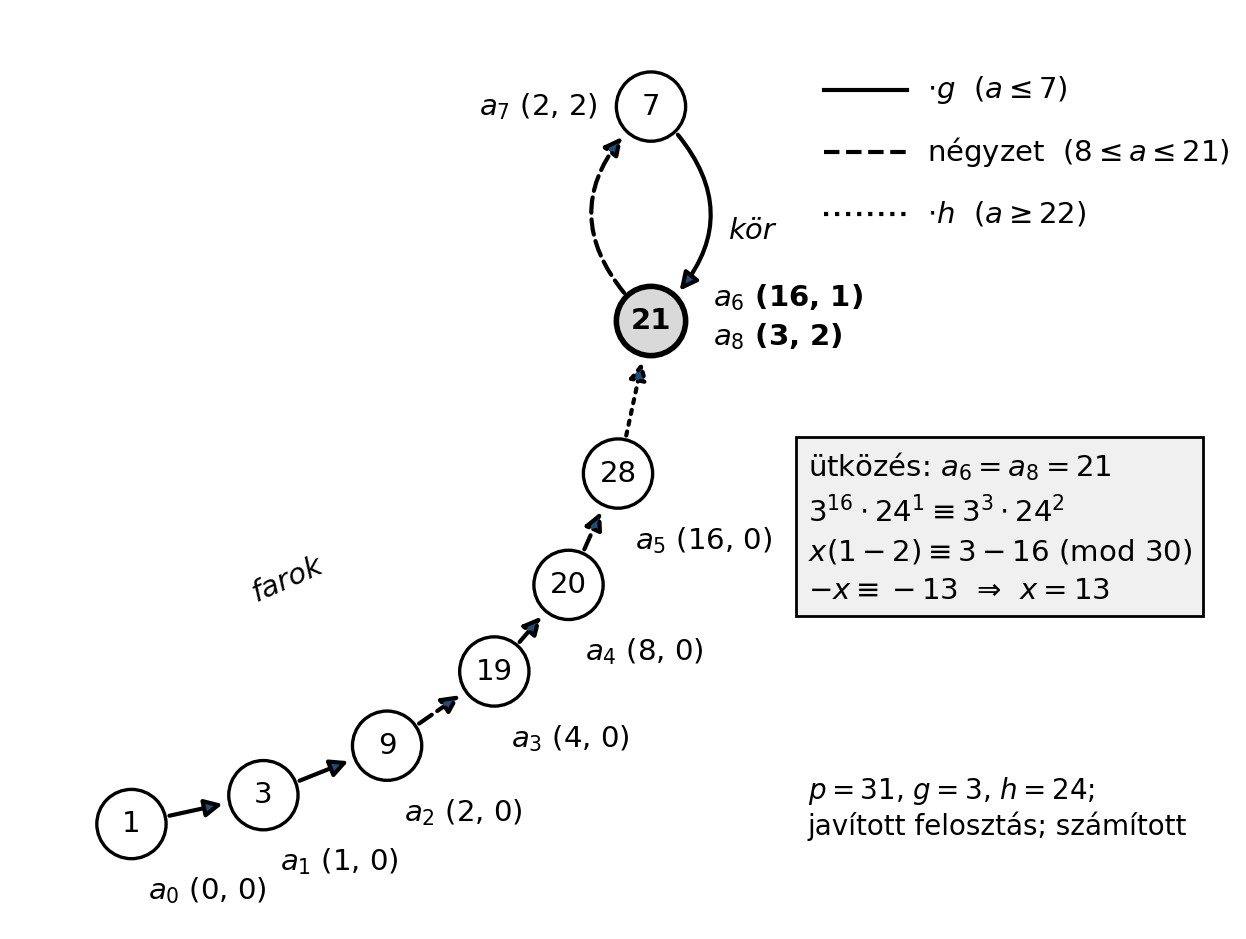 7
a₇ (2, 2)
·g (a ≤ 7)
négyzet (8 ≤ a ≤ 21)
·h (a ≥ 22)
kör
21
a₆ (16, 1)
a₈ (3, 2)
28
a₅ (16, 0)
ütközés: a₆ = a₈ = 21
3¹⁶ · 24¹ ≡ 3³ · 24²
x(1 − 2) ≡ 3 − 16 (mod 30)
−x ≡ −13 ⇒ x = 13
farok
20
a₄ (8, 0)
19
a₃ (4, 0)
9
a₂ (2, 0)
3
a₁ (1, 0)
1
a₀ (0, 0)
p = 31, g = 3, h = 24;
javított felosztás; számított